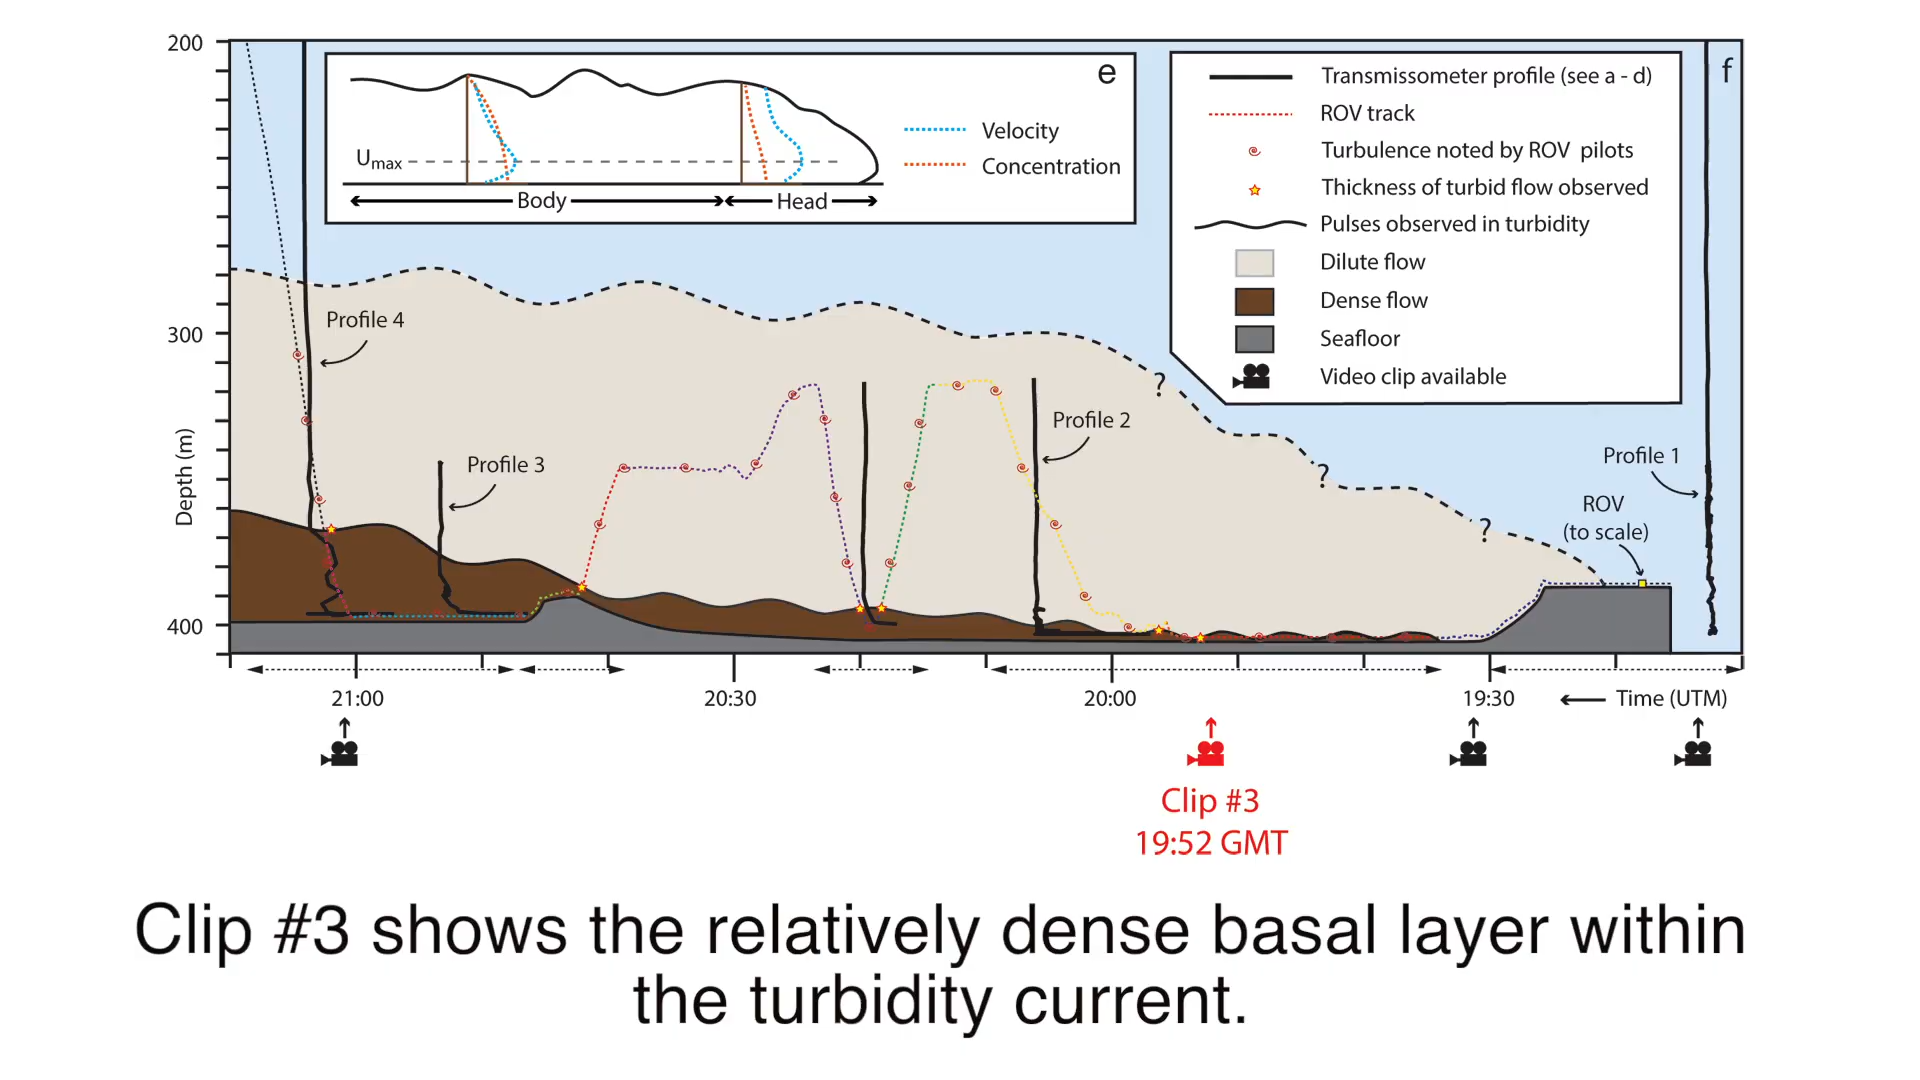 200
300
400
Depth (m)
e
Umax
Body
Head
Velocity
Concentration
f
Transmissometer profile (see a - d)
ROV track
Turbulence noted by ROV pilots
Thickness of turbid flow observed
Pulses observed in turbidity
Dilute flow
Dense flow
Seafloor
Video clip available
Profile 4
Profile 3
Profile 2
Profile 1
ROV
(to scale)
?
?
?
21:00
20:30
20:00
19:30
Time (UTM)
Clip #3
19:52 GMT
Clip #3 shows the relatively dense basal layer within
the turbidity current.